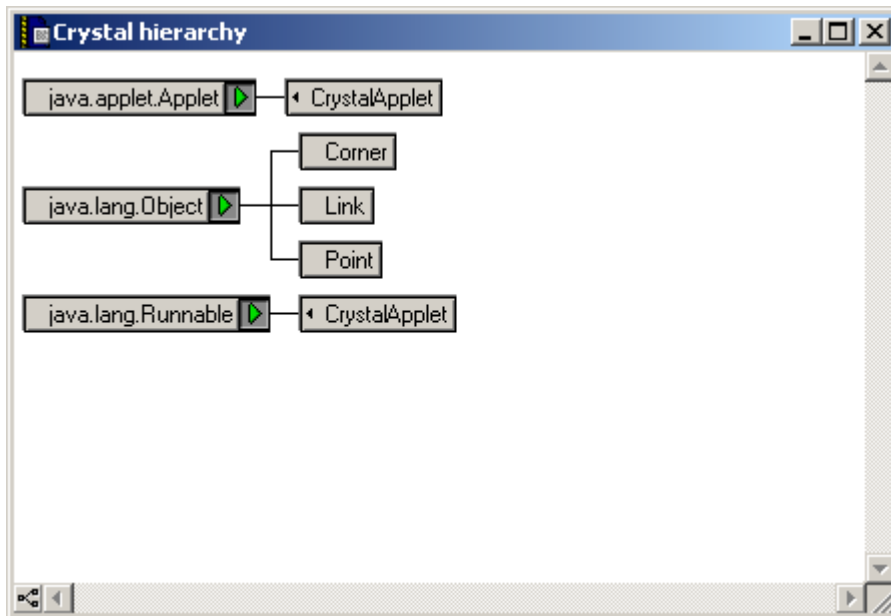 Crystal hierarchy
java.applet.Applet CrystalApplet
Corner
java.lang.Object Link
Point
java.lang.Runnable CrystalApplet